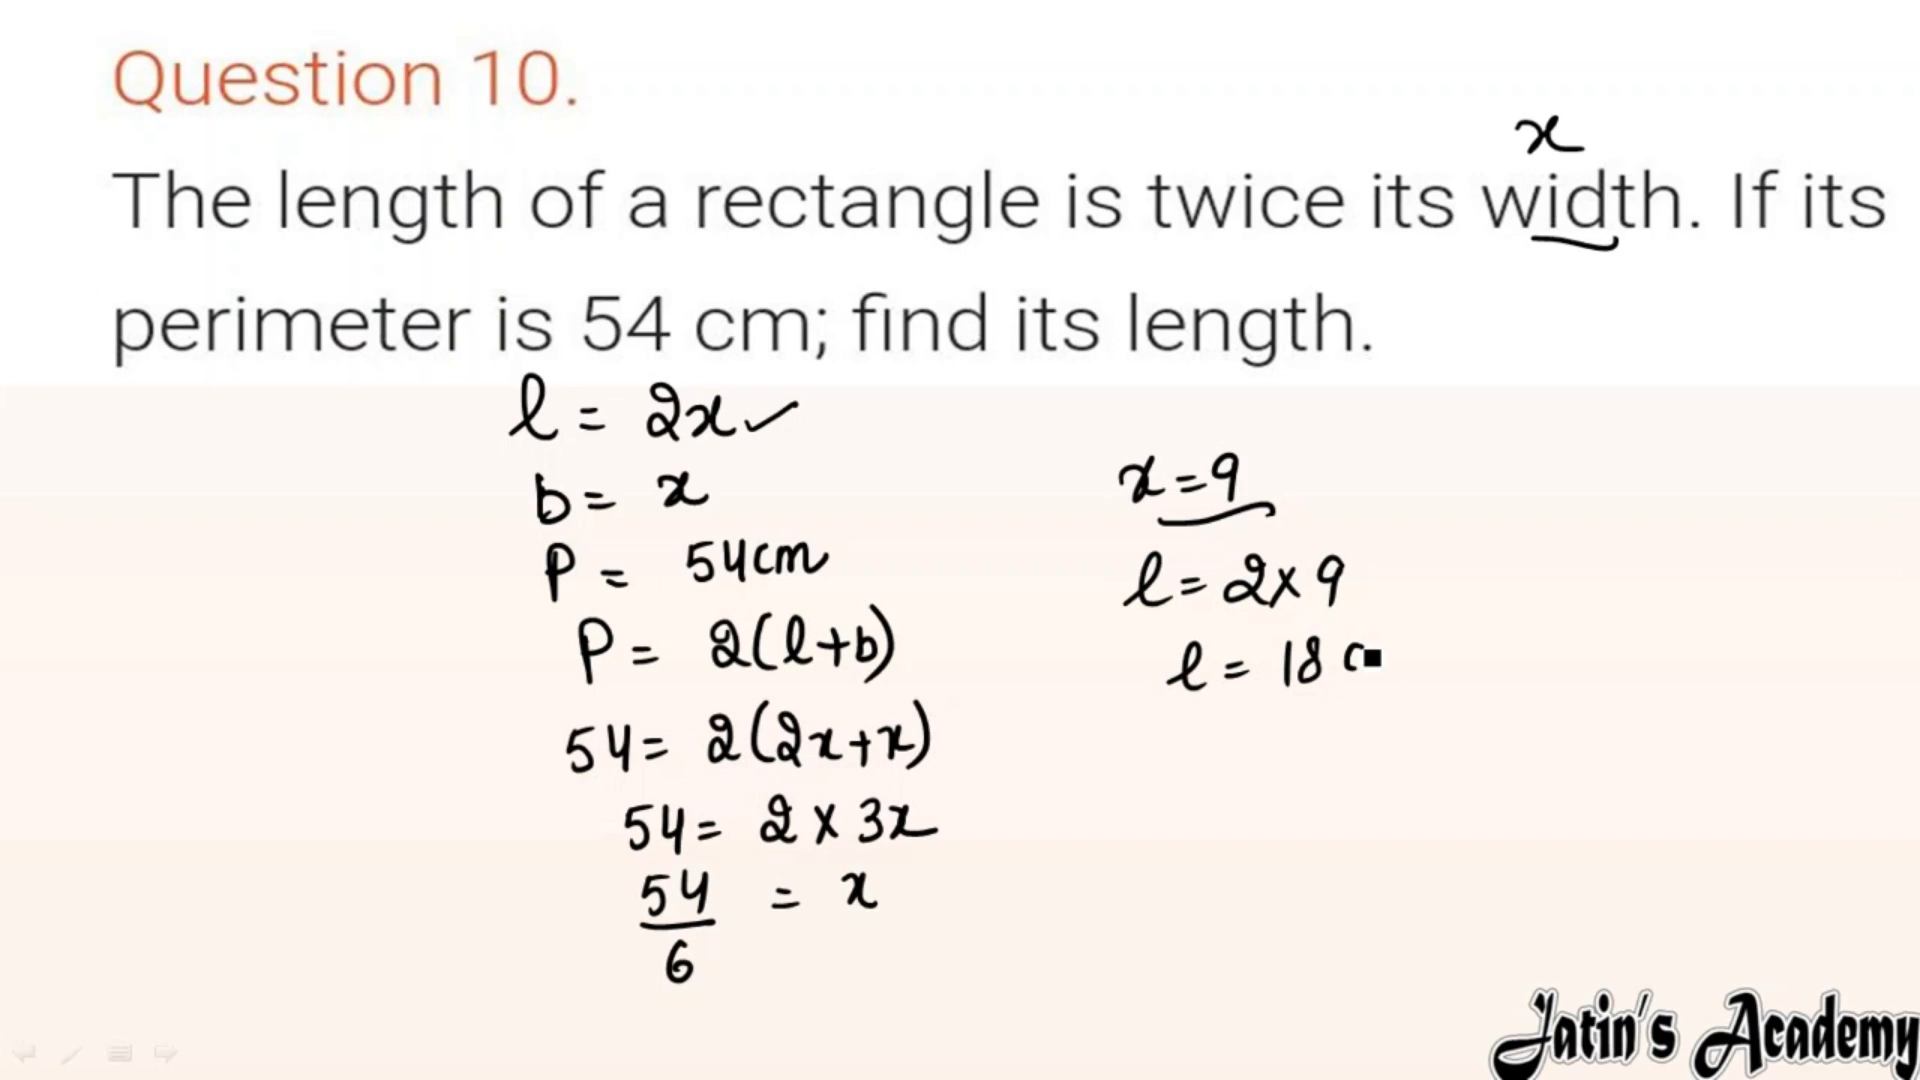 Question 10.
x
The length of a rectangle is twice its width. If its
perimeter is 54 cm; find its length.
l = 2x ✓
b = x
P = 54cm
P = 2(l+b)
54 = 2(2x+x)
54 = 2 × 3x
54/6 = x
x = 9
l = 2 × 9
l = 18 c
Jatin's Academy